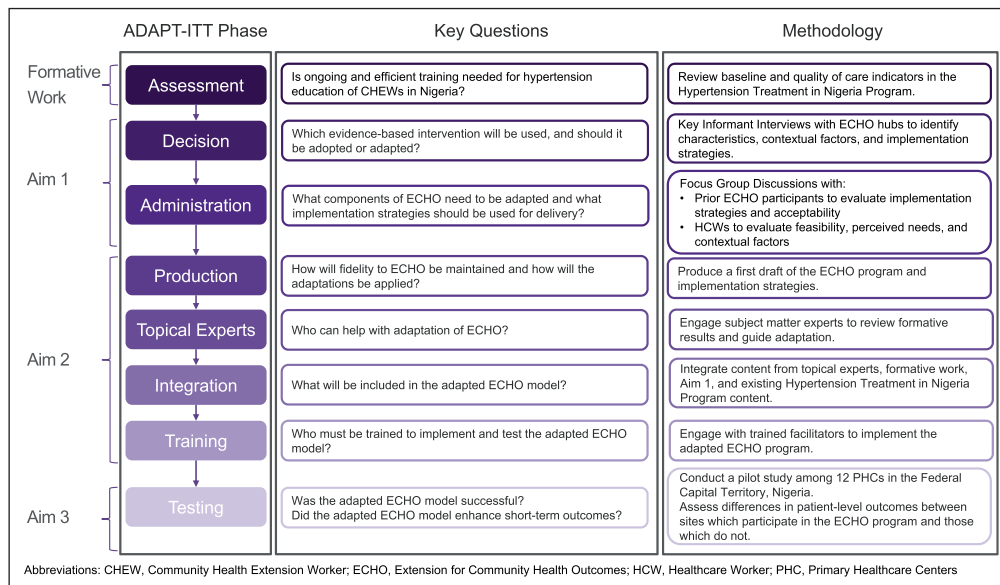 ADAPT-ITT Phase
Key Questions
Methodology
Formative
Work
Assessment
Is ongoing and efficient training needed for hypertension
education of CHEWs in Nigeria?
Review baseline and quality of care indicators in the
Hypertension Treatment in Nigeria Program.
Aim 1
Decision
Which evidence-based intervention will be used, and should it
be adopted or adapted?
Key Informant Interviews with ECHO hubs to identify
characteristics, contextual factors, and implementation
strategies.
Administration
What components of ECHO need to be adapted and what
implementation strategies should be used for delivery?
Focus Group Discussions with:
• Prior ECHO participants to evaluate implementation
strategies and acceptability
• HCWs to evaluate feasibility, perceived needs, and
contextual factors
Aim 2
Production
How will fidelity to ECHO be maintained and how will the
adaptations be applied?
Produce a first draft of the ECHO program and
implementation strategies.
Topical Experts
Who can help with adaptation of ECHO?
Engage subject matter experts to review formative
results and guide adaptation.
Integration
What will be included in the adapted ECHO model?
Integrate content from topical experts, formative work,
Aim 1, and existing Hypertension Treatment in Nigeria
Program content.
Training
Who must be trained to implement and test the adapted ECHO
model?
Engage with trained facilitators to implement the
adapted ECHO program.
Aim 3
Testing
Was the adapted ECHO model successful?
Did the adapted ECHO model enhance short-term outcomes?
Conduct a pilot study among 12 PHCs in the Federal
Capital Territory, Nigeria.
Assess differences in patient-level outcomes between
sites which participate in the ECHO program and those
which do not.
Abbreviations: CHEW, Community Health Extension Worker; ECHO, Extension for Community Health Outcomes; HCW, Healthcare Worker; PHC, Primary Healthcare Centers